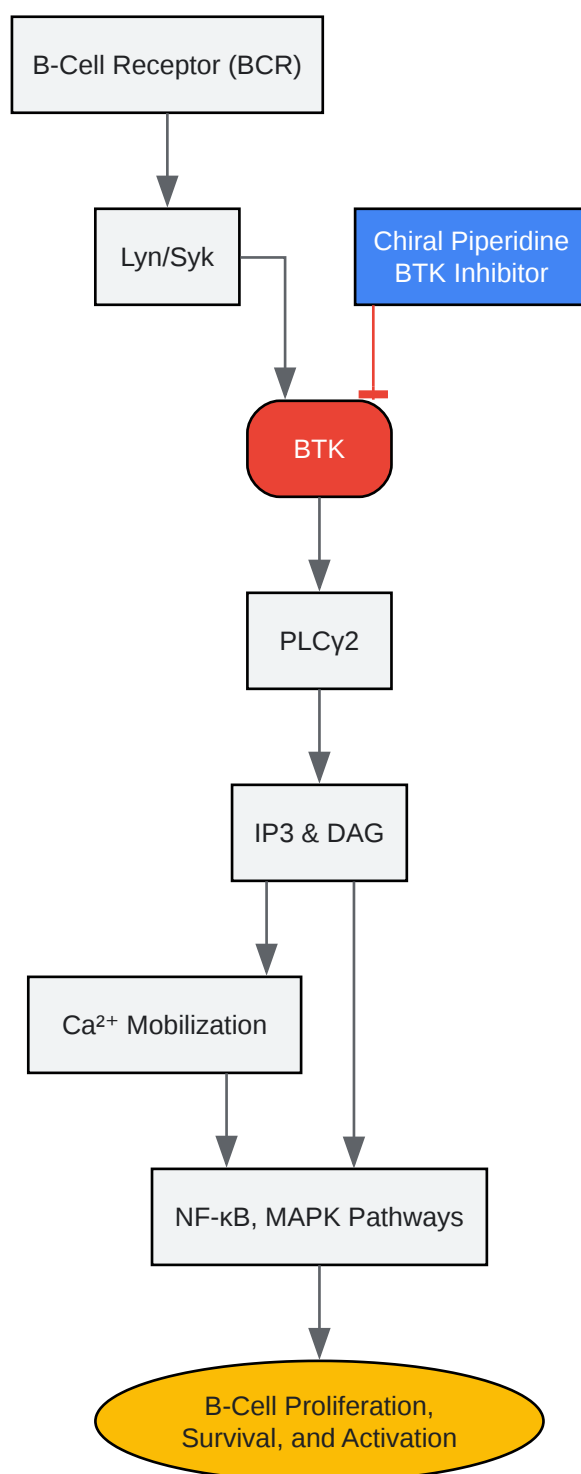 B-Cell Receptor (BCR)
Lyn/Syk
Chiral Piperidine
BTK Inhibitor
BTK
PLCγ2
IP3 & DAG
Ca²⁺ Mobilization
NF-κB, MAPK Pathways
B-Cell Proliferation,
Survival, and Activation